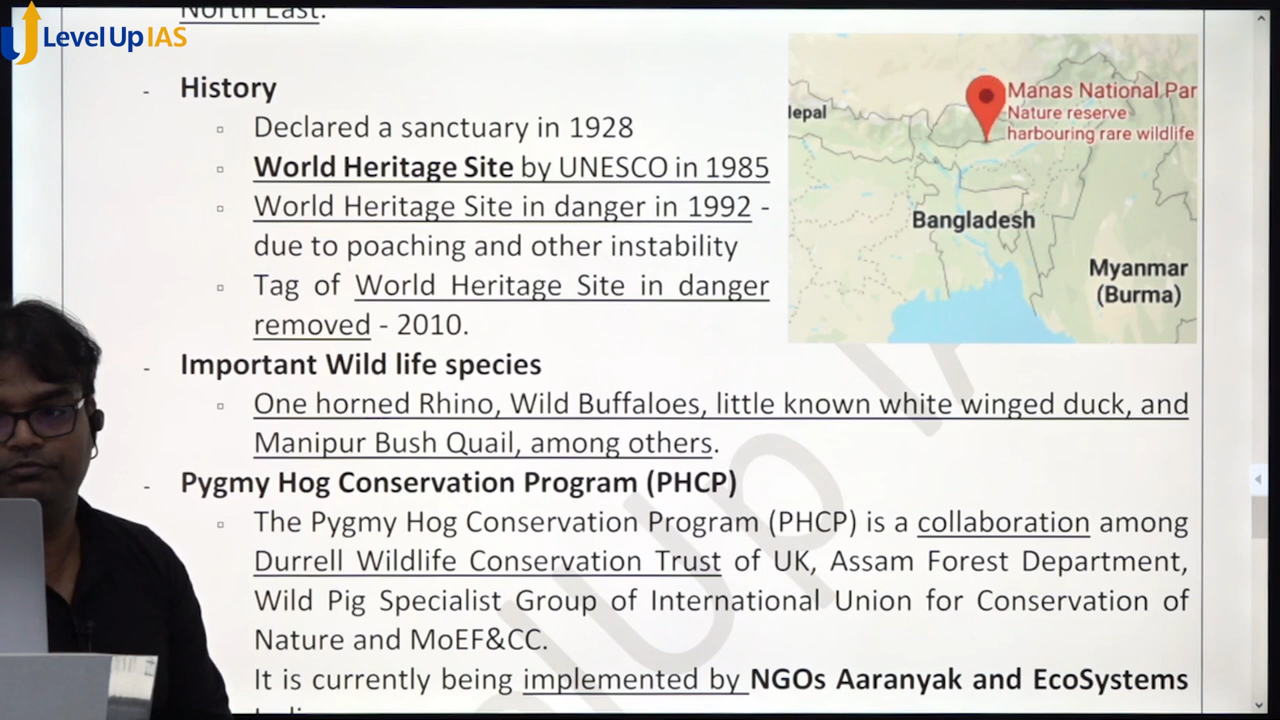 North East.
Level Up IAS
- History
▫ Declared a sanctuary in 1928
▫ World Heritage Site by UNESCO in 1985
▫ World Heritage Site in danger in 1992 -
due to poaching and other instability
▫ Tag of World Heritage Site in danger
removed - 2010.
Manas National Par
Nature reserve
harbouring rare wildlife
lepal
Bangladesh
Myanmar
(Burma)
- Important Wild life species
▫ One horned Rhino, Wild Buffaloes, little known white winged duck, and
Manipur Bush Quail, among others.
- Pygmy Hog Conservation Program (PHCP)
▫ The Pygmy Hog Conservation Program (PHCP) is a collaboration among
Durrell Wildlife Conservation Trust of UK, Assam Forest Department,
Wild Pig Specialist Group of International Union for Conservation of
Nature and MoEF&CC.
It is currently being implemented by NGOs Aaranyak and EcoSystems